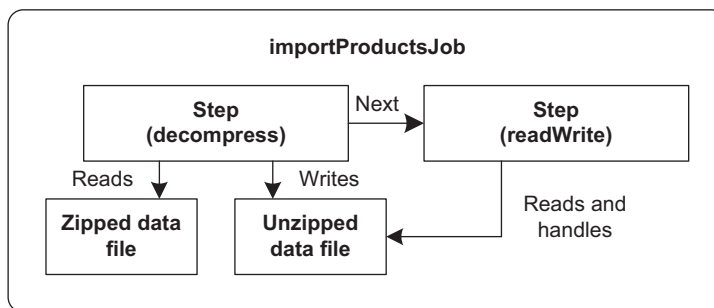 importProductsJob
Step
(decompress)
Next
Step
(readWrite)
Reads
Writes
Zipped data
file
Unzipped
data file
Reads and
handles